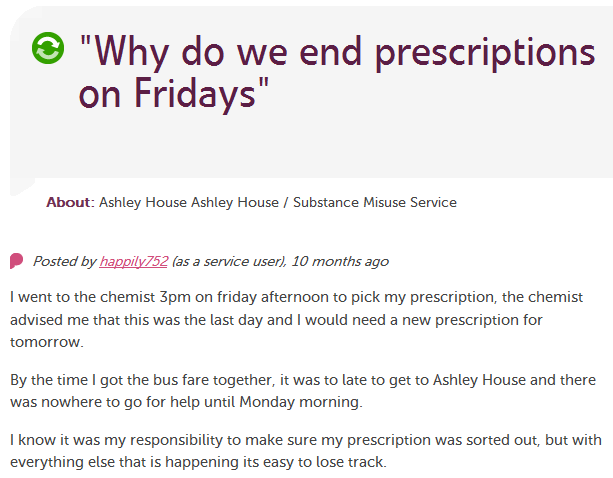 "Why do we end prescriptions
on Fridays"
About: Ashley House Ashley House / Substance Misuse Service
Posted by happily752 (as a service user), 10 months ago
I went to the chemist 3pm on friday afternoon to pick my prescription, the chemist
advised me that this was the last day and I would need a new prescription for
tomorrow.
By the time I got the bus fare together, it was to late to get to Ashley House and there
was nowhere to go for help until Monday morning.
I know it was my responsibility to make sure my prescription was sorted out, but with
everything else that is happening its easy to lose track.